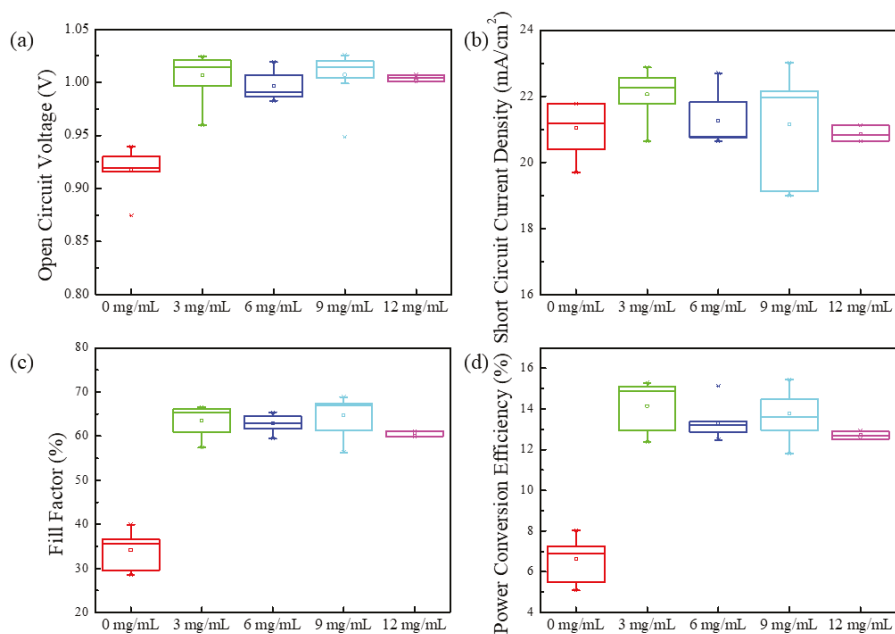 (a)
Open Circuit Voltage (V)
1.05
1.00
0.95
0.90
0.85
0.80
0 mg/mL 3 mg/mL 6 mg/mL 9 mg/mL 12 mg/mL
(b)
Short Circuit Current Density (mA/cm²)
24
22
20
18
16
0 mg/mL 3 mg/mL 6 mg/mL 9 mg/mL 12 mg/mL
(c)
Fill Factor (%)
80
70
60
50
40
30
20
0 mg/mL 3 mg/mL 6 mg/mL 9 mg/mL 12 mg/mL
(d)
Power Conversion Efficiency (%)
16
14
12
10
8
6
4
0 mg/mL 3 mg/mL 6 mg/mL 9 mg/mL 12 mg/mL